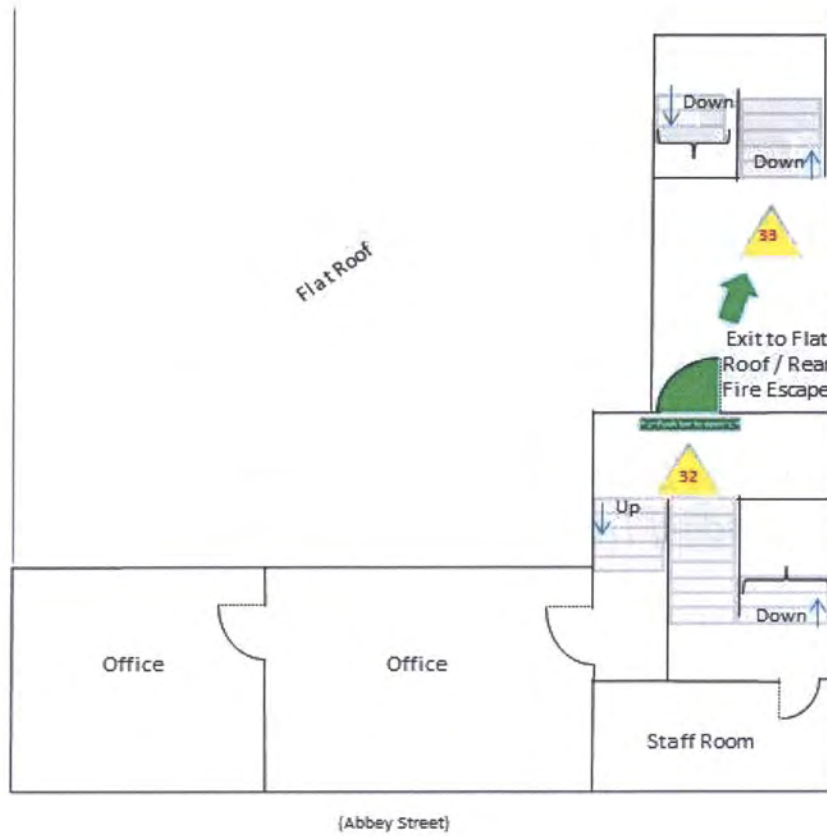 Down
Down
33
Flat Roof
Exit to Flat
Roof / Rear
Fire Escape
32
Up
Down
Office
Office
Staff Room
(Abbey Street)